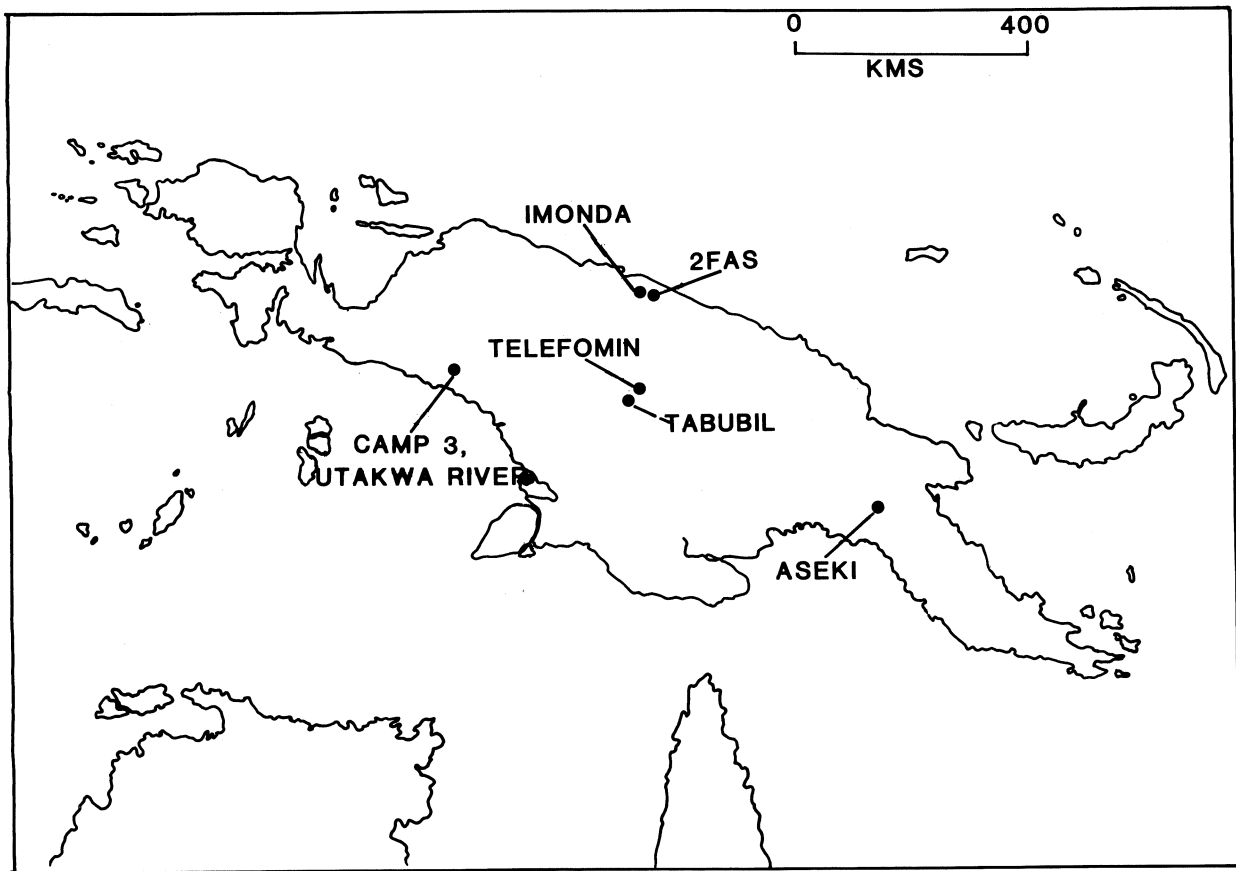 0 400
KMS
IMONDA
2FAS
TELEFOMIN
TABUBIL
CAMP 3,
UTAKWA RIVER
ASEKI